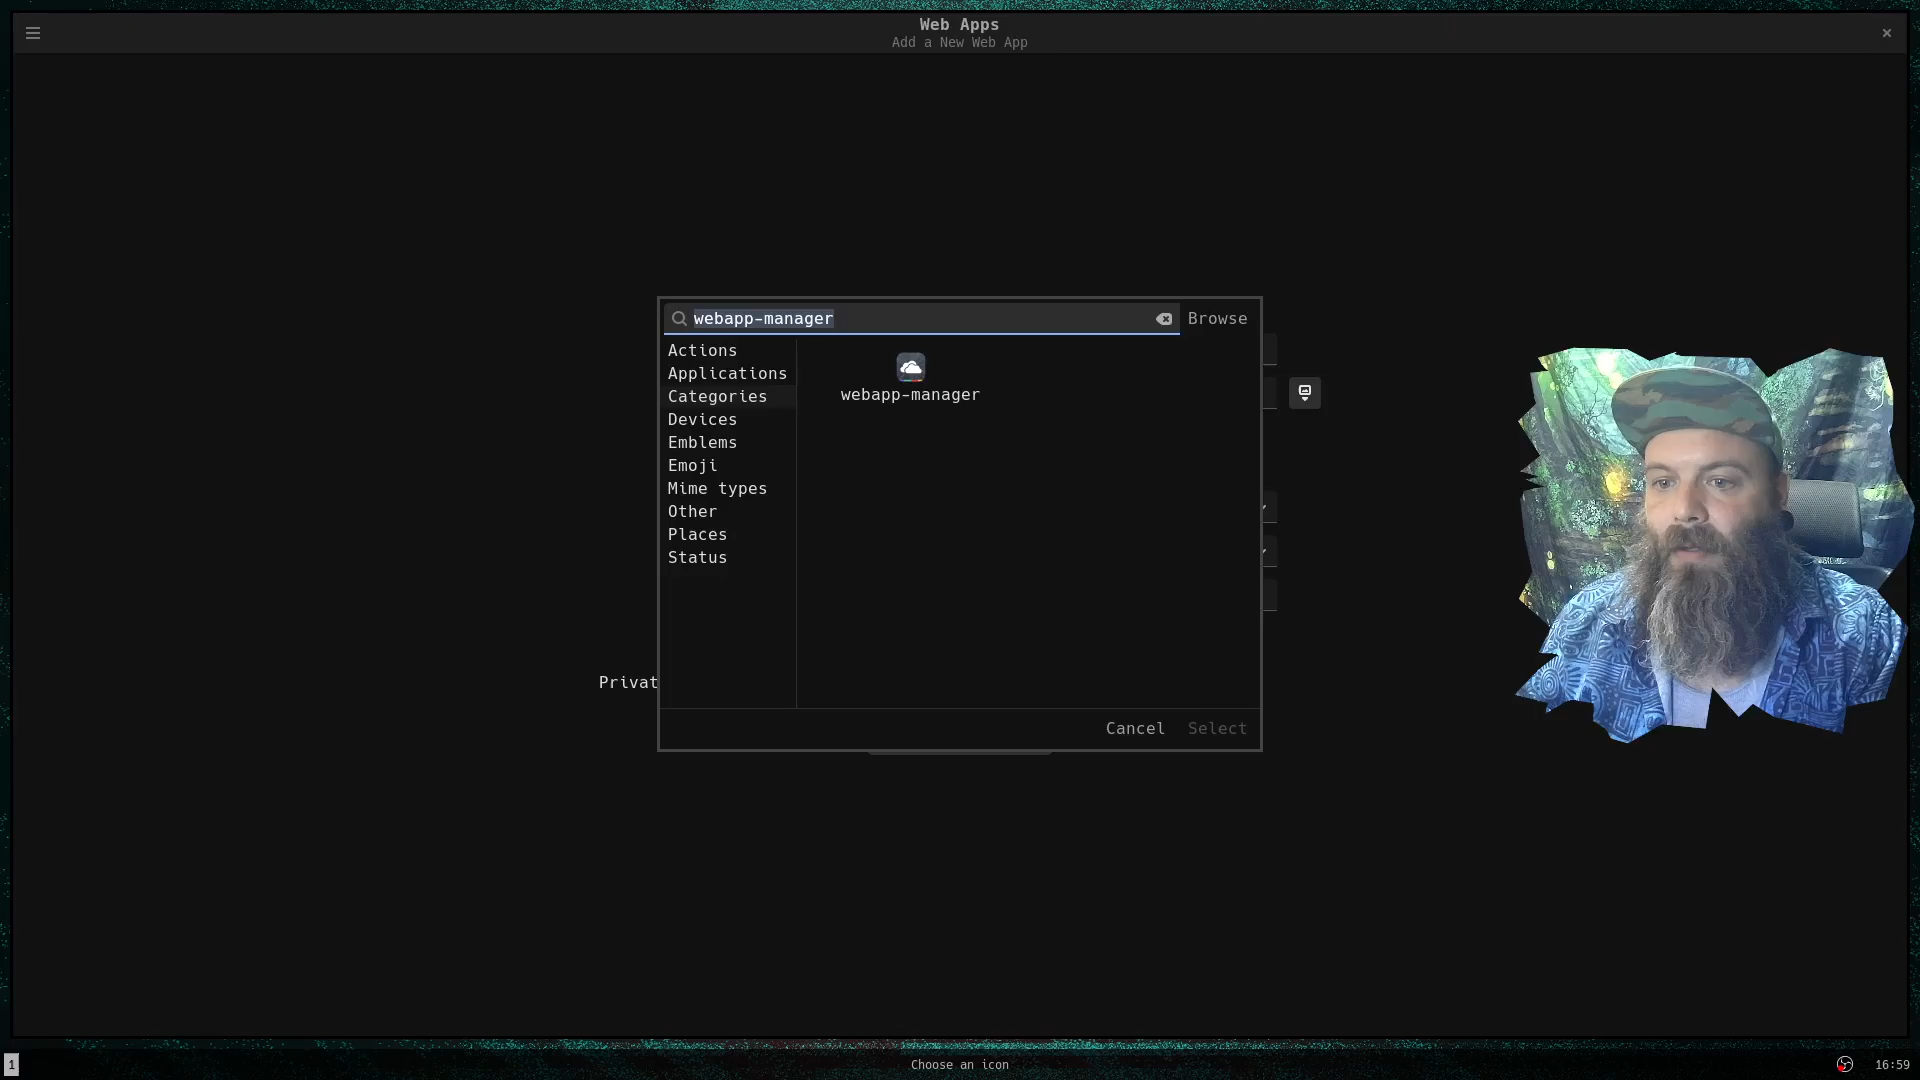 Web Apps
Add a New Web App
webapp-manager
Browse
Actions
Applications
Categories
Devices
Emblems
Emoji
Mime types
Other
Places
Status
webapp-manager
Privat
Cancel
Select
1
Choose an icon
16:59